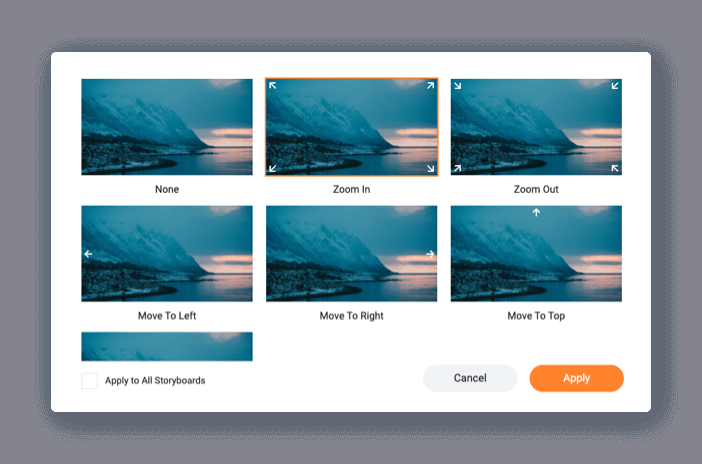 None
Zoom In
Zoom Out
Move To Left
Move To Right
Move To Top
Apply to All Storyboards
Cancel
Apply